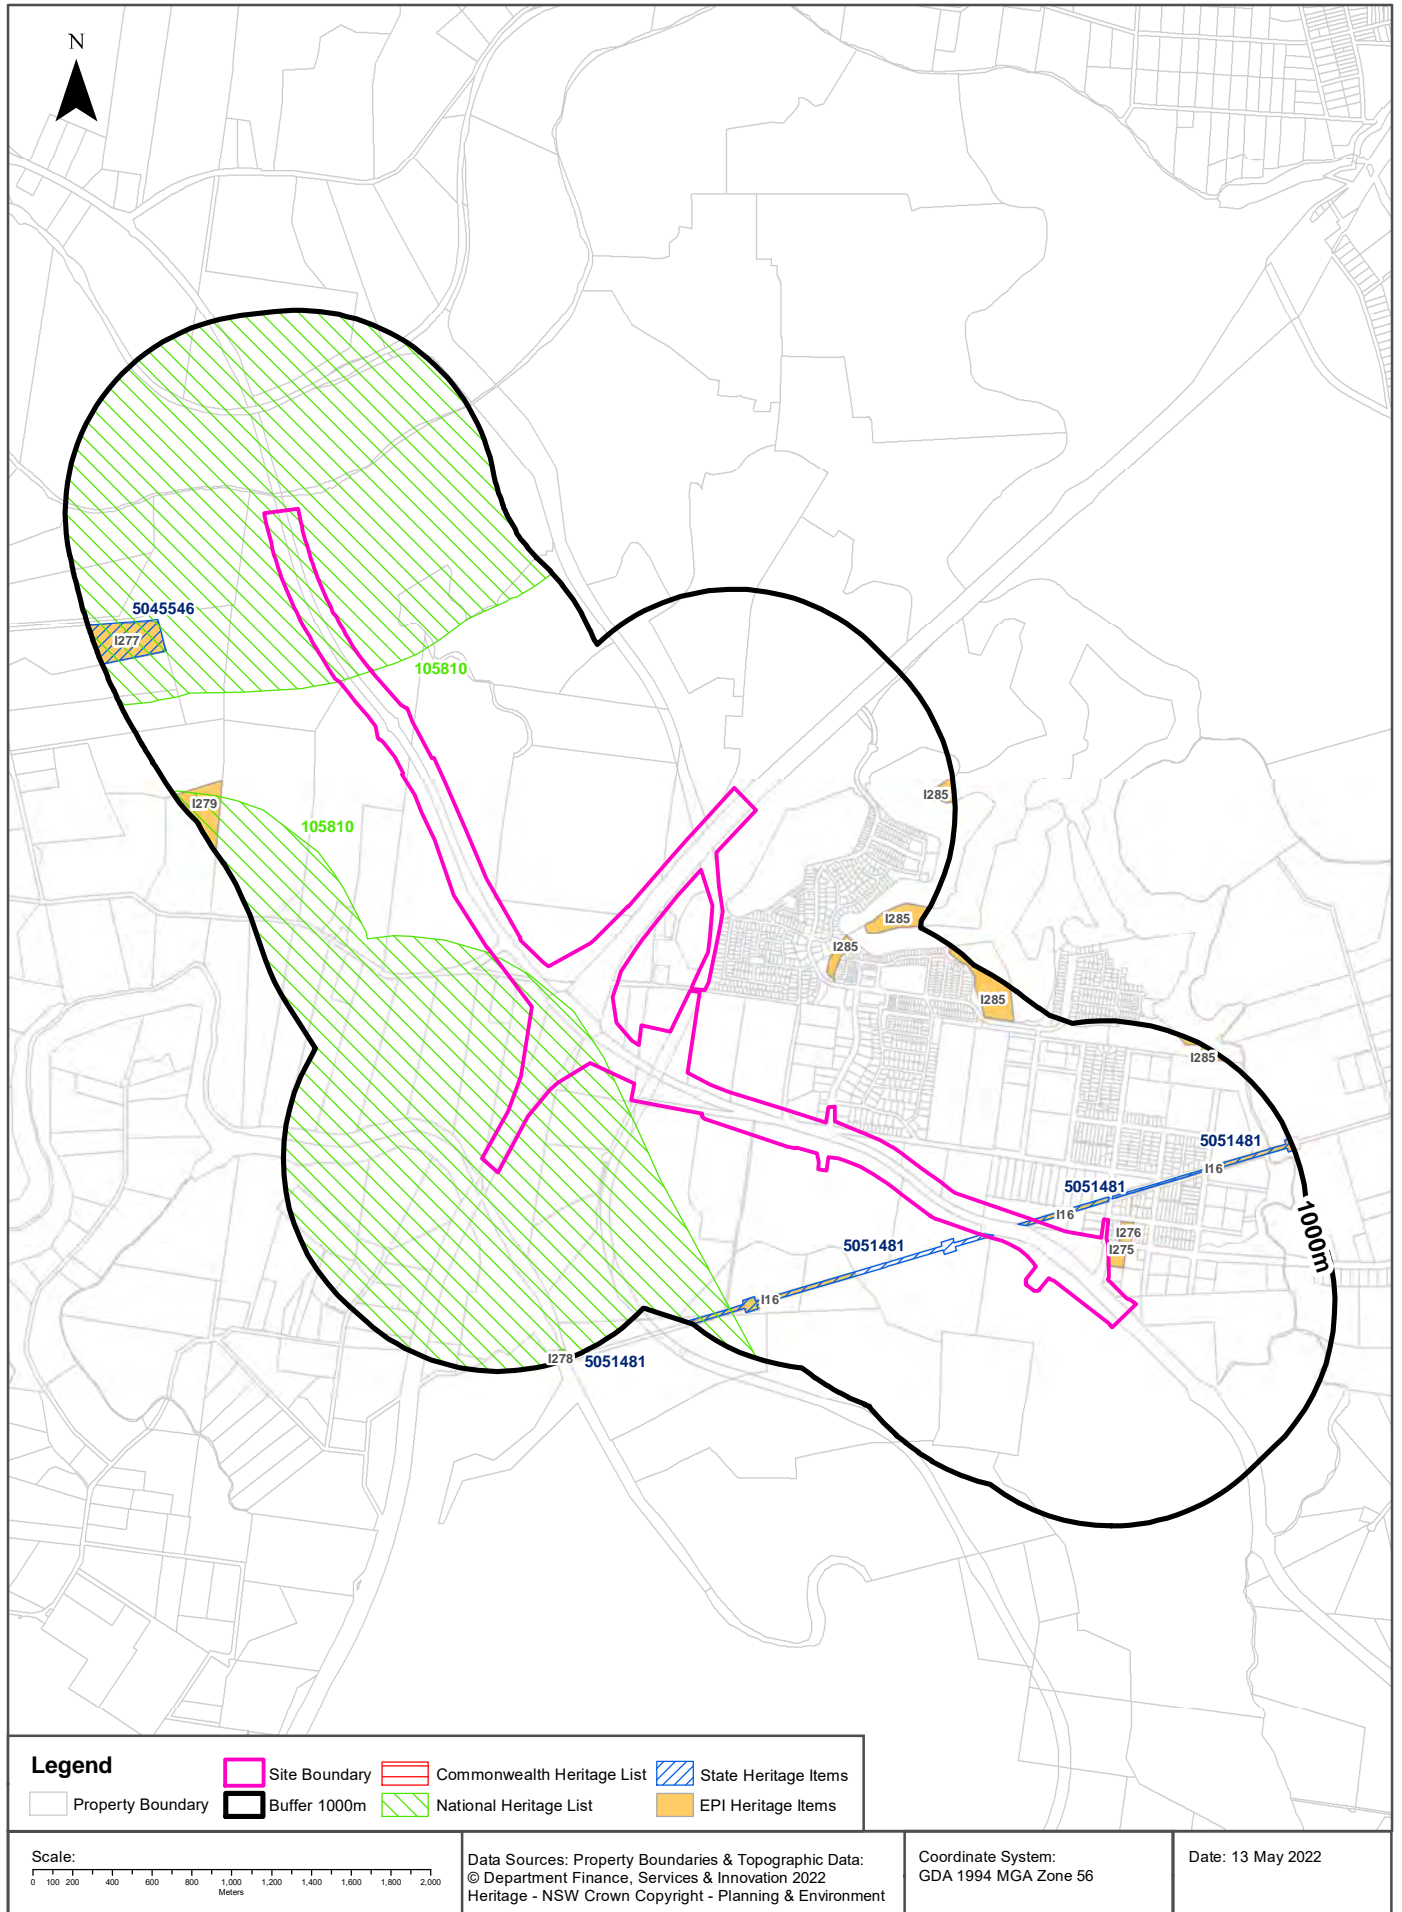 N
5045546
I277
105810
I279
105810
I285
I285
I285
I285
I285
5051481
I16
5051481
I16
I276
I275
5051481
I16
I278
5051481
1000m
Legend
Property Boundary
Site Boundary
Buffer 1000m
Commonwealth Heritage List
National Heritage List
State Heritage Items
EPI Heritage Items
Scale:
0 100 200 400 600 800 1,000 1,200 1,400 1,600 1,800 2,000
Meters
Data Sources: Property Boundaries & Topographic Data:
© Department Finance, Services & Innovation 2022
Heritage - NSW Crown Copyright - Planning & Environment
Coordinate System:
GDA 1994 MGA Zone 56
Date: 13 May 2022